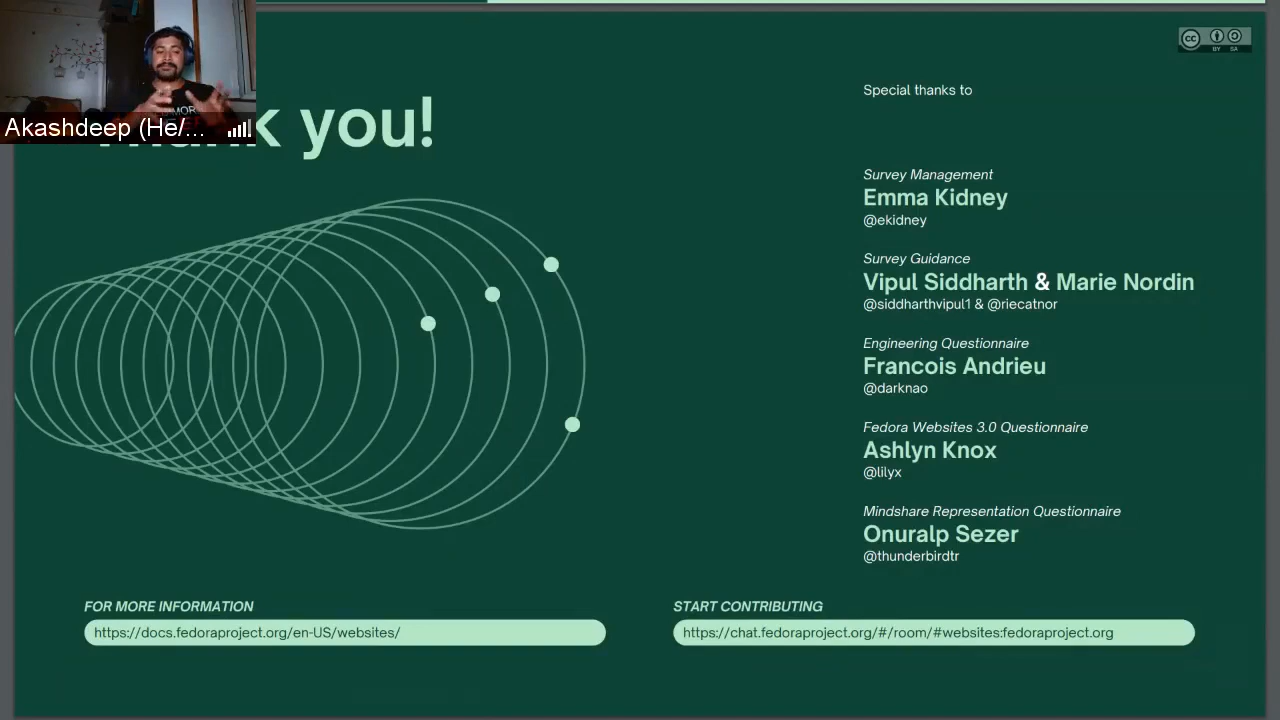 Akashdeep (He/...
k you!
CC BY SA
Special thanks to
Survey Management
Emma Kidney
@ekidney
Survey Guidance
Vipul Siddharth & Marie Nordin
@siddharthvipul1 & @riecatnor
Engineering Questionnaire
Francois Andrieu
@darknao
Fedora Websites 3.0 Questionnaire
Ashlyn Knox
@lilyx
Mindshare Representation Questionnaire
Onuralp Sezer
@thunderbirdtr
FOR MORE INFORMATION
https://docs.fedoraproject.org/en-US/websites/
START CONTRIBUTING
https://chat.fedoraproject.org/#/room/#websites:fedoraproject.org